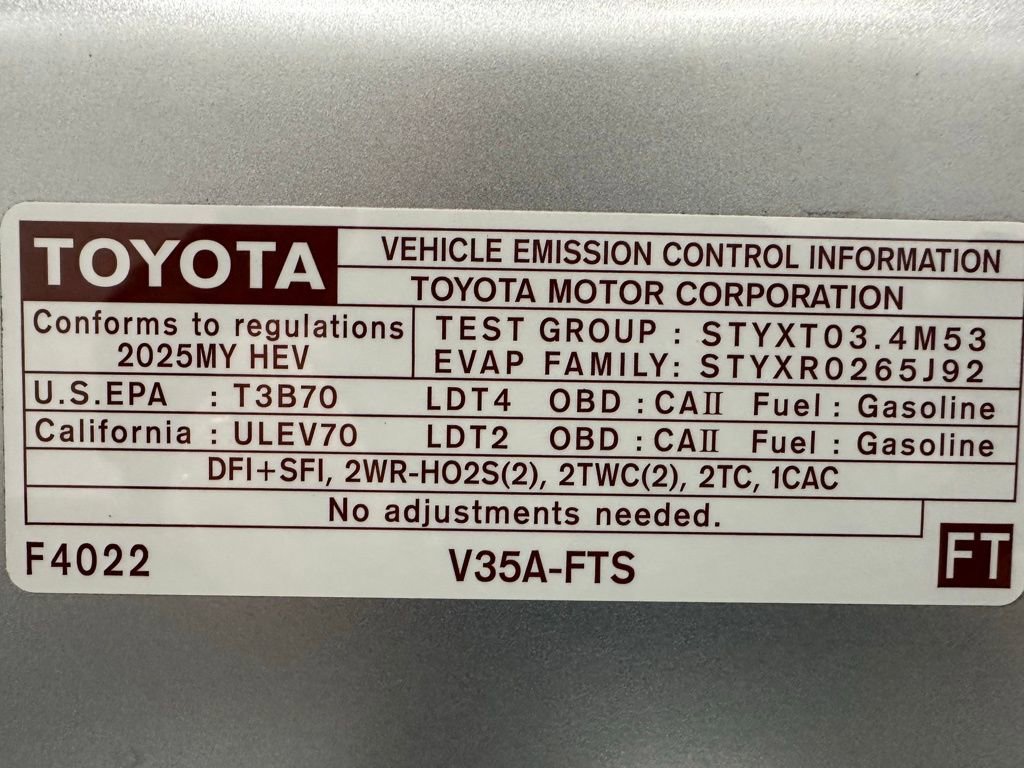 TOYOTA
VEHICLE EMISSION CONTROL INFORMATION
TOYOTA MOTOR CORPORATION
Conforms to regulations
2025MY HEV
TEST GROUP : STYXT03.4M53
EVAP FAMILY: STYXR0265J92
U.S.EPA : T3B70 LDT4 OBD : CAII Fuel : Gasoline
California : ULEV70 LDT2 OBD : CAII Fuel : Gasoline
DFI+SFI, 2WR-HO2S(2), 2TWC(2), 2TC, 1CAC
No adjustments needed.
F4022 V35A-FTS FT